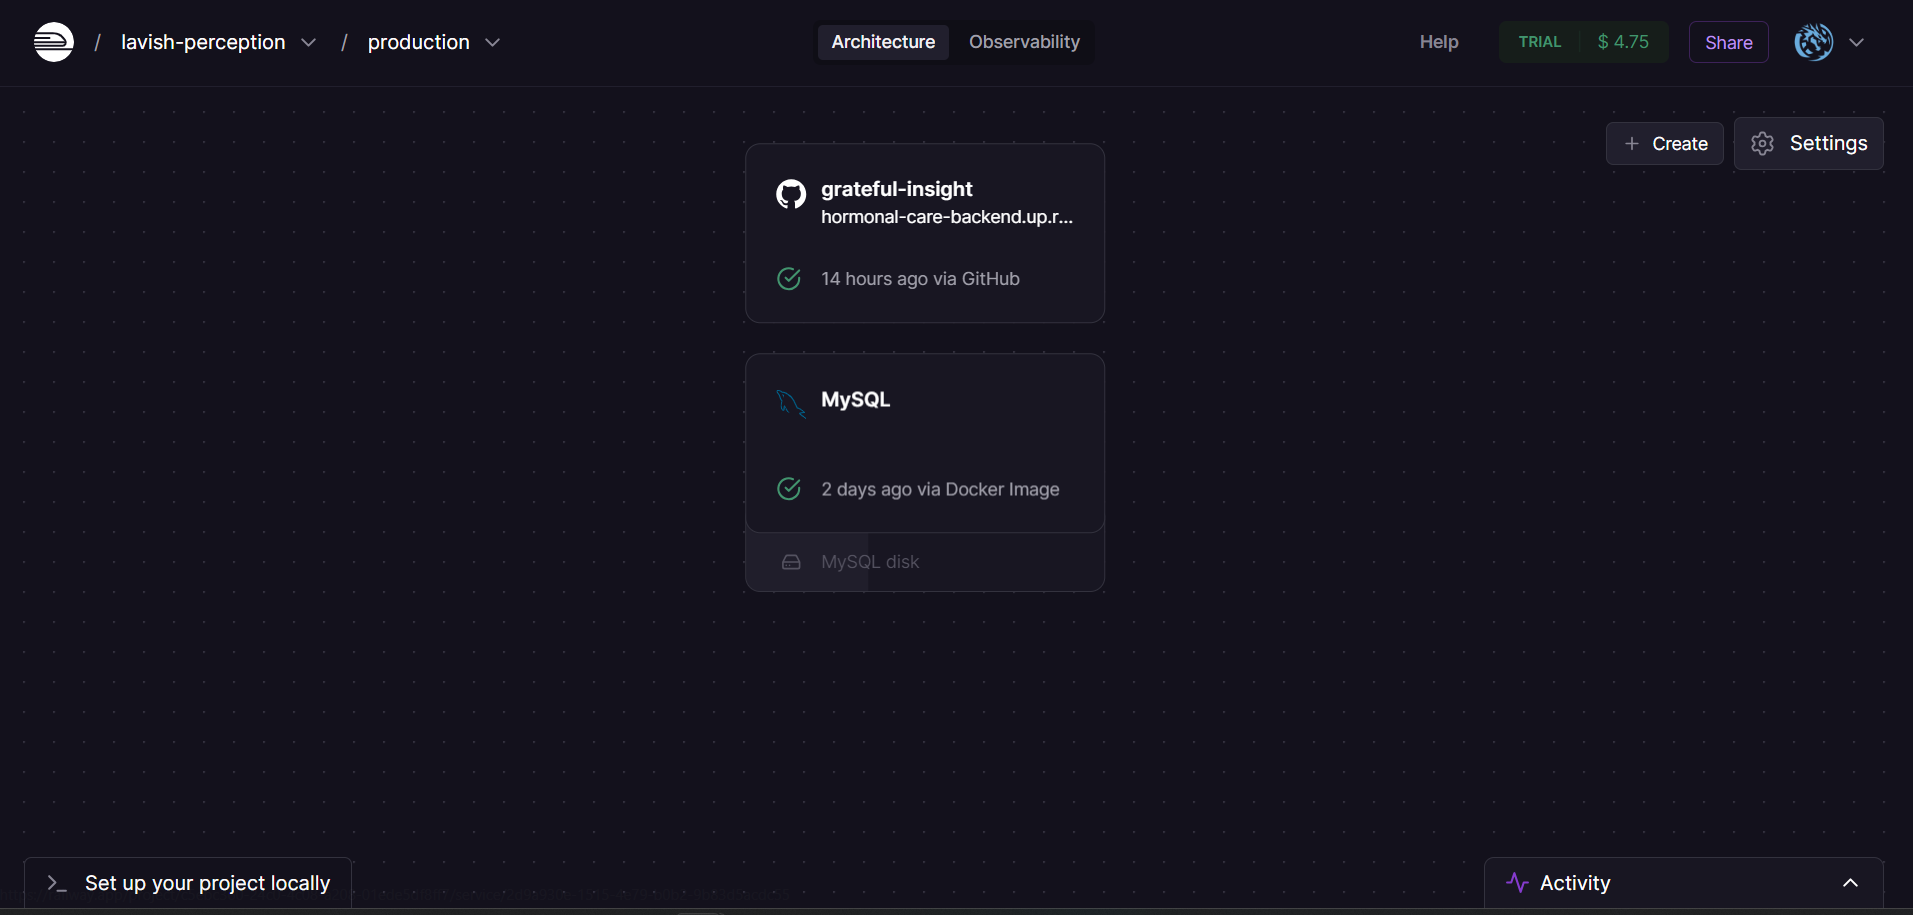 / lavish-perception / production
Architecture Observability
Help TRIAL $ 4.75 Share
Create Settings
grateful-insight
hormonal-care-backend.up.r...
14 hours ago via GitHub
MySQL
2 days ago via Docker Image
MySQL disk
Set up your project locally
Activity